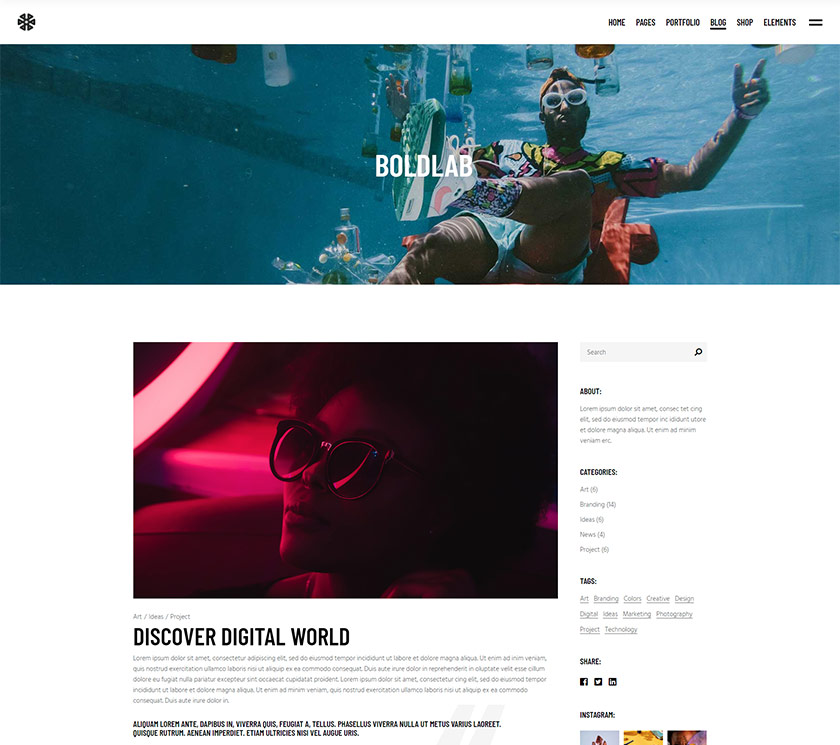 HOME PAGES PORTFOLIO BLOG SHOP ELEMENTS
BOLDLAB
Art / Ideas / Project
DISCOVER DIGITAL WORLD
Lorem ipsum dolor sit amet, consectetur adipiscing elit, sed do eiusmod tempor incididunt ut labore et dolore magna aliqua. Ut enim ad minim veniam,
quis nostrud exercitation ullamco laboris nisi ut aliquip ex ea commodo consequat. Duis aute irure dolor in reprehenderit in oluptate velit esse cillum
dolore eu fugiat nulla pariatur excepteur sint occaecat cupidatat proident. Lorem ipsum dolor sit amet, consectetur adipiscing elit, sed do eiusmod tempor
incididunt ut labore et dolore magna aliqua. Ut enim ad minim veniam, quis nostrud exercitation ullamco laboris nisi ut aliquip ex ea commodo
consequat. Duis aute irure dolor in.
ALIQUAM LOREM ANTE, DAPIBUS IN, VIVERRA QUIS, FEUGIAT A, TELLUS. PHASELLUS VIVERRA NULLA UT METUS VARIUS LAOREET.
QUISQUE RUTRUM. AENEAN IMPERDIET. ETIAM ULTRICIES NISI VEL AUGUE URIS.
Search
ABOUT:
Lorem ipsum dolor sit amet, consec tet cing
elit, sed do eiusmod tempor inc ididunt utore
et dolore magna aliqua. Ut enim ad minim
veniam erc.
CATEGORIES:
Art (6)
Branding (14)
Ideas (6)
News (4)
Project (6)
TAGS:
Art Branding Colors Creative Design
Digital Ideas Marketing Photography
Project Technology
SHARE:
INSTAGRAM: